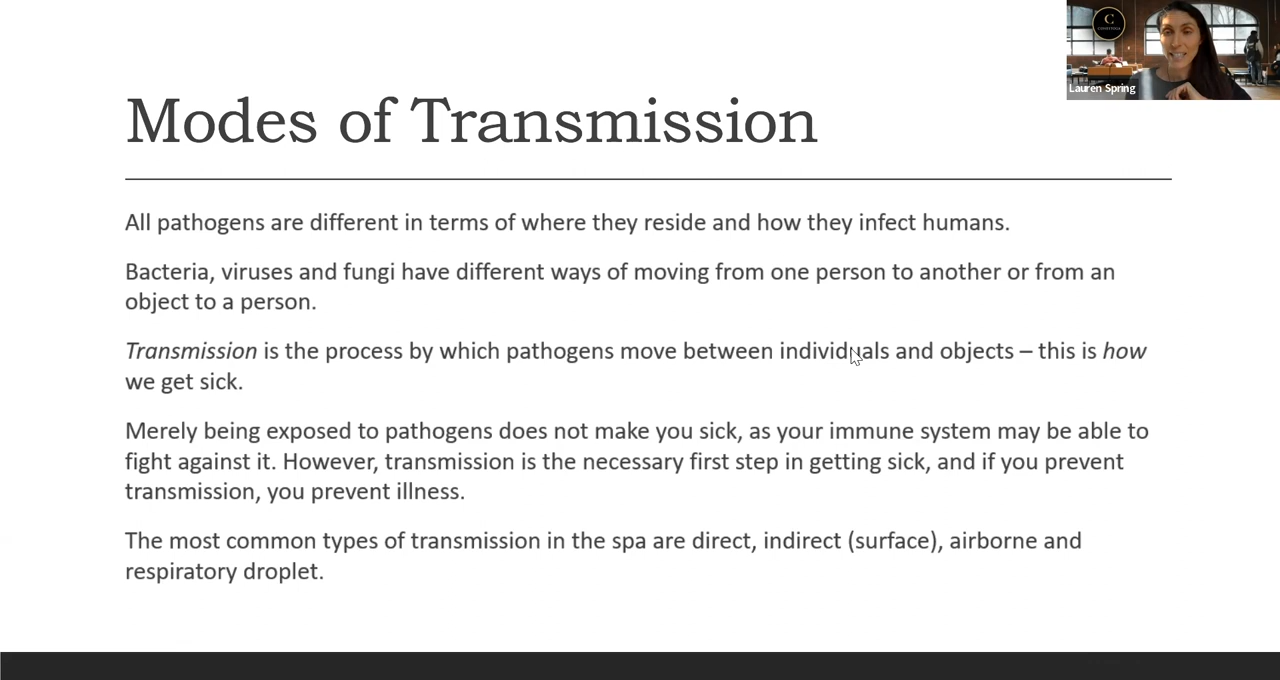 Lauren Spring
Modes of Transmission
All pathogens are different in terms of where they reside and how they infect humans.
Bacteria, viruses and fungi have different ways of moving from one person to another or from an
object to a person.
Transmission is the process by which pathogens move between individuals and objects – this is how
we get sick.
Merely being exposed to pathogens does not make you sick, as your immune system may be able to
fight against it. However, transmission is the necessary first step in getting sick, and if you prevent
transmission, you prevent illness.
The most common types of transmission in the spa are direct, indirect (surface), airborne and
respiratory droplet.